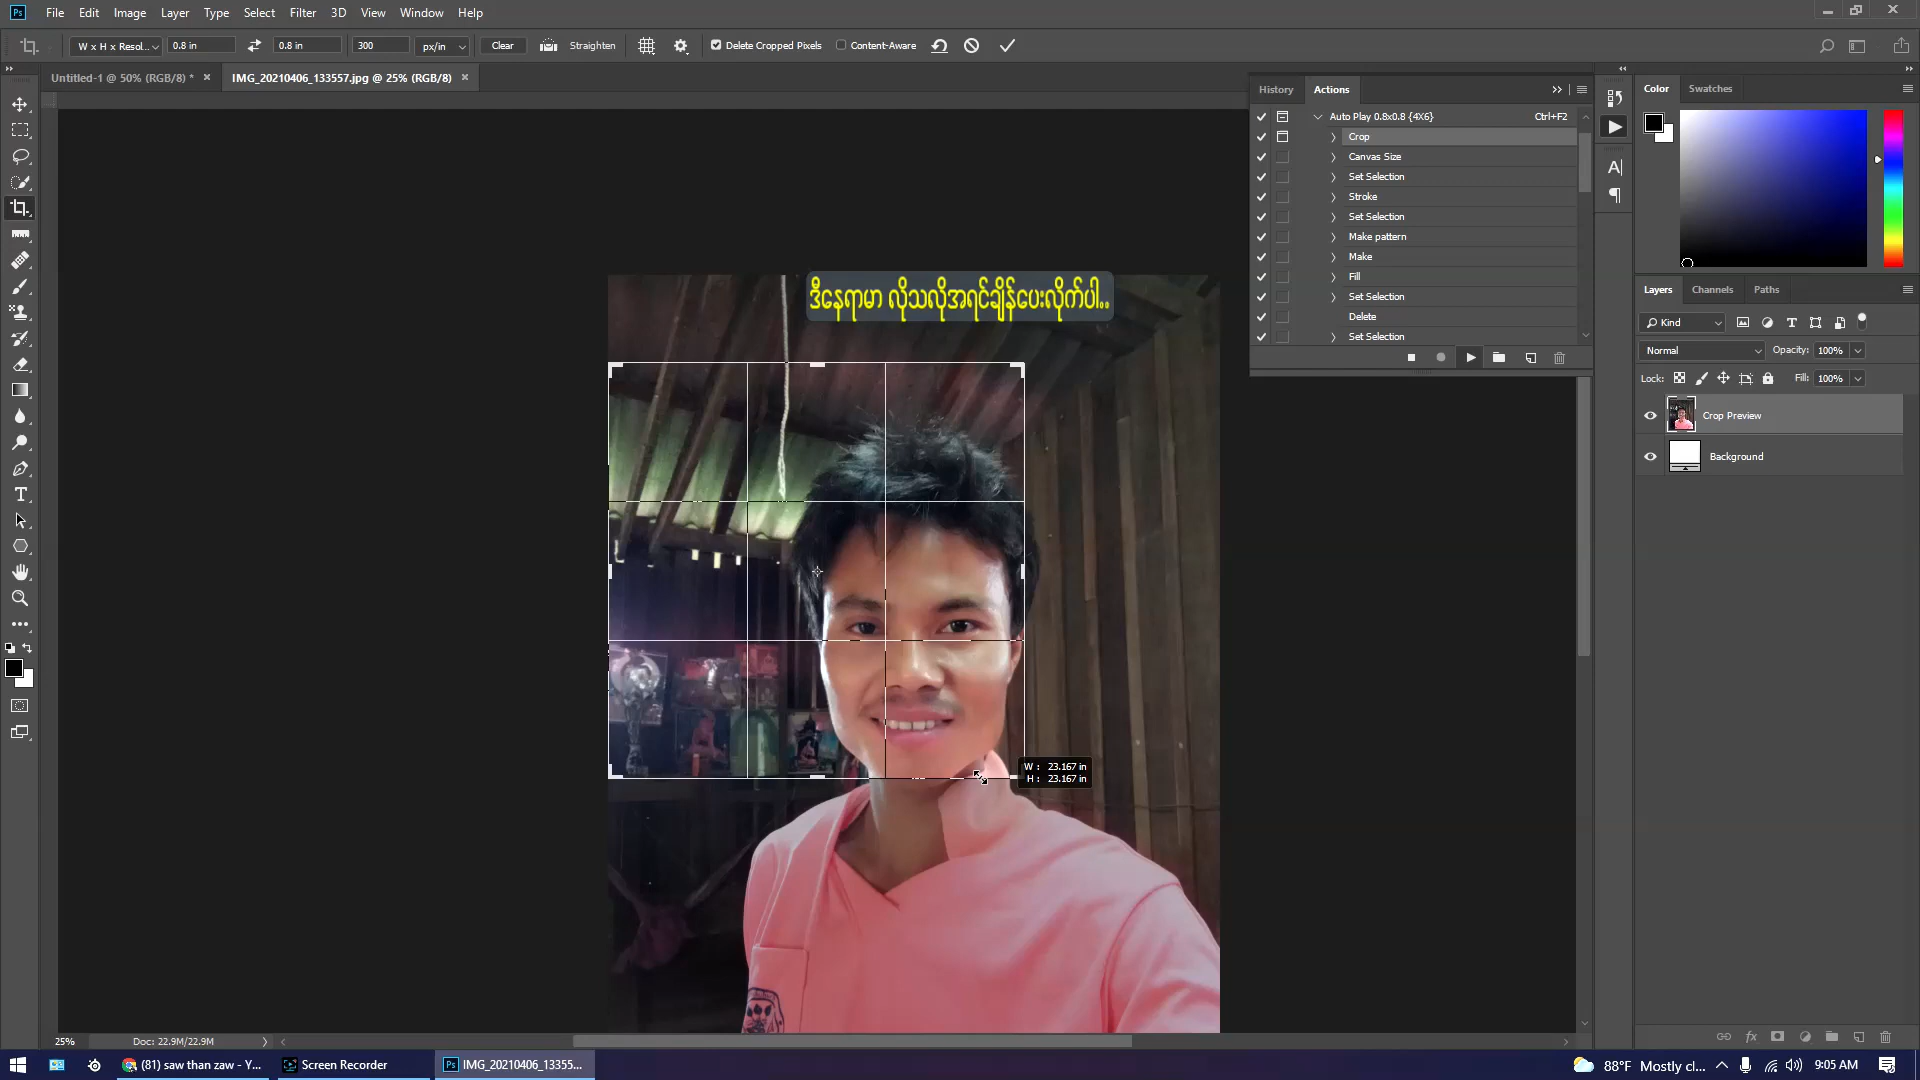 Ps File Edit Image Layer Type Select Filter 3D View Window Help
W x H x Resol... 0.8 in 0.8 in 300 px/in Clear Straighten Delete Cropped Pixels Content-Aware
Untitled-1 @ 50% (RGB/8) * × IMG_20210406_133557.jpg @ 25% (RGB/8) ×
History Actions
Auto Play 0.8x0.8 {4X6} Ctrl+F2
Crop
Canvas Size
Set Selection
Stroke
Set Selection
Make pattern
Make
Fill
Set Selection
Delete
Set Selection
Color Swatches
Layers Channels Paths
Kind
Normal Opacity: 100%
Lock: Fill: 100%
Crop Preview
Background
ဒီနေရာမာ လိုသလိုအရင်ချိန်ပေးလိုက်ပါ..
W : 23.167 in
H : 23.167 in
25% Doc: 22.9M/22.9M
(81) saw than zaw - Y... Screen Recorder Ps IMG_20210406_13355... 88°F Mostly cl... 9:05 AM